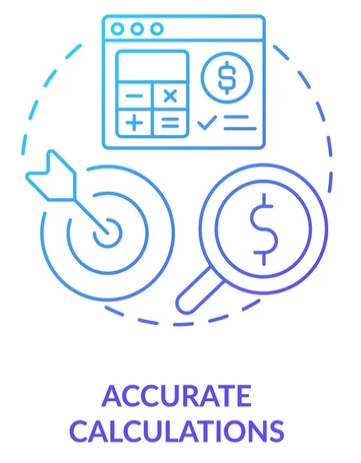 $
− ×
+ =
$
ACCURATE
CALCULATIONS